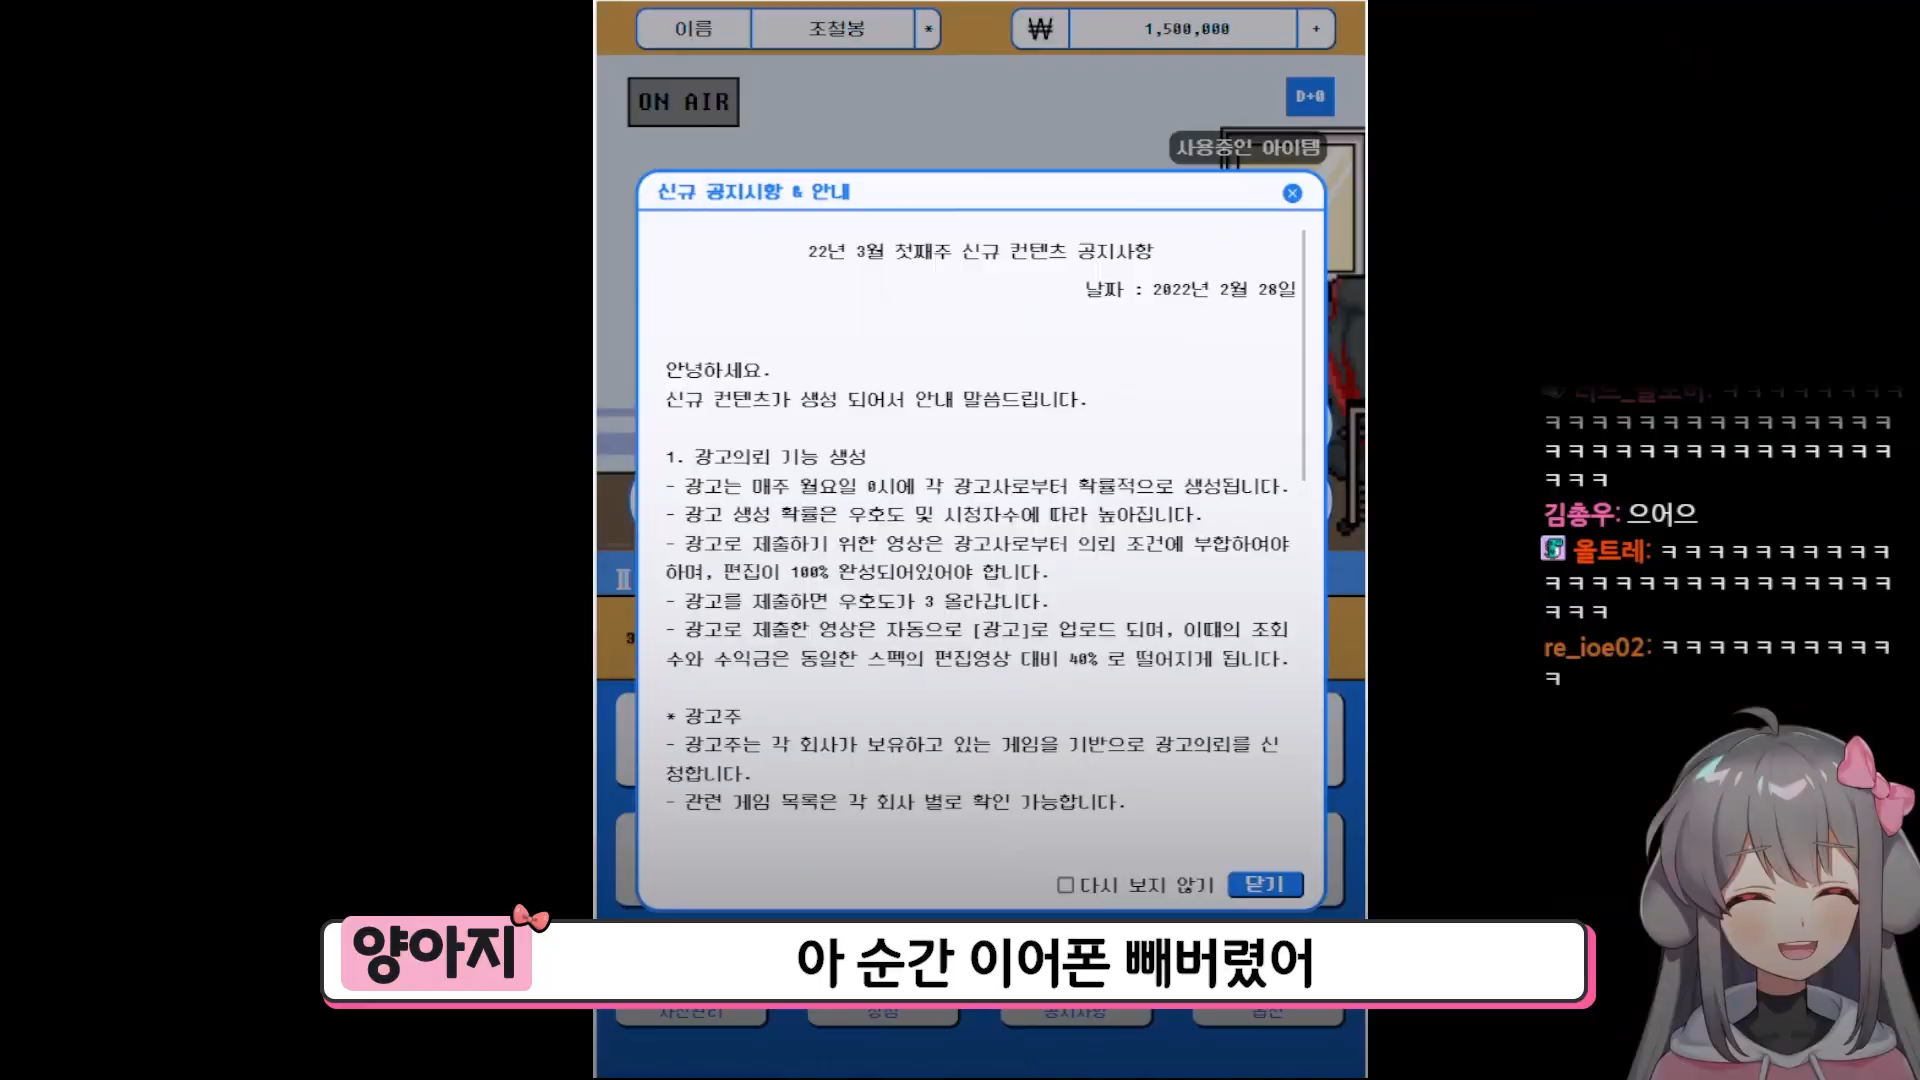 이름 조철봉 * ₩ 1,500,000 +
ON AIR
D+0
사용중인 아이템
신규 공지사항 & 안내
22년 3월 첫째주 신규 컨텐츠 공지사항
날짜 : 2022년 2월 28일
안녕하세요.
신규 컨텐츠가 생성 되어서 안내 말씀드립니다.
1. 광고의뢰 기능 생성
- 광고는 매주 월요일 0시에 각 광고사로부터 확률적으로 생성됩니다.
- 광고 생성 확률은 우호도 및 시청자수에 따라 높아집니다.
- 광고로 제출하기 위한 영상은 광고사로부터 의뢰 조건에 부합하여야
하며, 편집이 100% 완성되어있어야 합니다.
- 광고를 제출하면 우호도가 3 올라갑니다.
- 광고로 제출한 영상은 자동으로 [광고]로 업로드 되며, 이때의 조회
수와 수익금은 동일한 스펙의 편집영상 대비 40% 로 떨어지게 됩니다.
* 광고주
- 광고주는 각 회사가 보유하고 있는 게임을 기반으로 광고의뢰를 신
청합니다.
- 관련 게임 목록은 각 회사 별로 확인 가능합니다.
다시 보지 않기 닫기
ㅋㅋㅋㅋㅋㅋㅋㅋㅋㅋㅋㅋㅋㅋㅋ
ㅋㅋㅋㅋㅋㅋㅋㅋㅋㅋㅋㅋㅋㅋㅋ
ㅋㅋㅋ
김총우: 으어으
올트레: ㅋㅋㅋㅋㅋㅋㅋㅋㅋㅋ
ㅋㅋㅋㅋㅋㅋㅋㅋㅋㅋㅋㅋㅋㅋㅋ
ㅋㅋㅋ
re_ioe02: ㅋㅋㅋㅋㅋㅋㅋㅋㅋㅋ
ㅋ
양아지 아 순간 이어폰 빼버렸어
공지사항 옵션